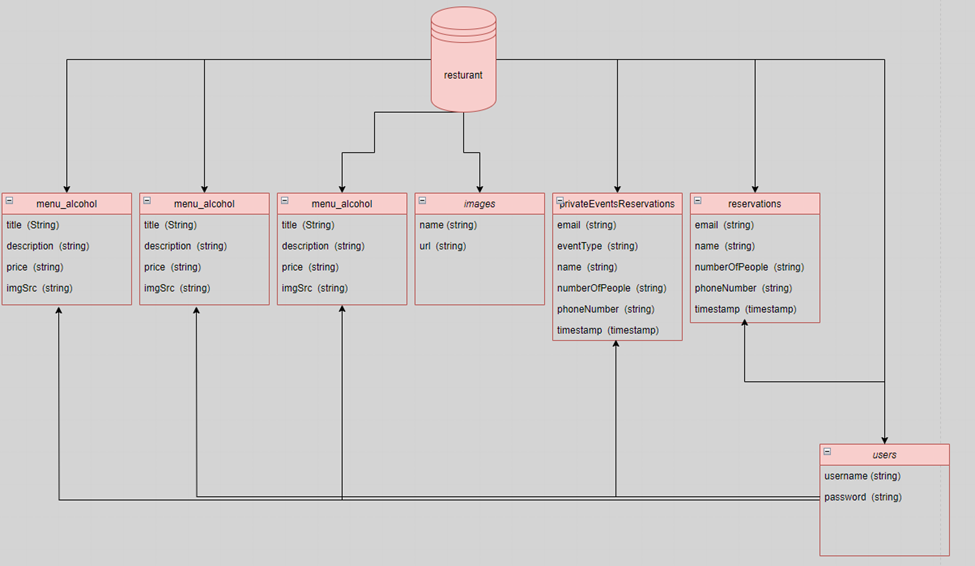 resturant
menu_alcohol
title (String)
description (string)
price (string)
imgSrc (string)
menu_alcohol
title (String)
description (string)
price (string)
imgSrc (string)
menu_alcohol
title (String)
description (string)
price (string)
imgSrc (string)
images
name (string)
url (string)
privateEventsReservations
email (string)
eventType (string)
name (string)
numberOfPeople (string)
phoneNumber (string)
timestamp (timestamp)
reservations
email (string)
name (string)
numberOfPeople (string)
phoneNumber (string)
timestamp (timestamp)
users
username (string)
password (string)